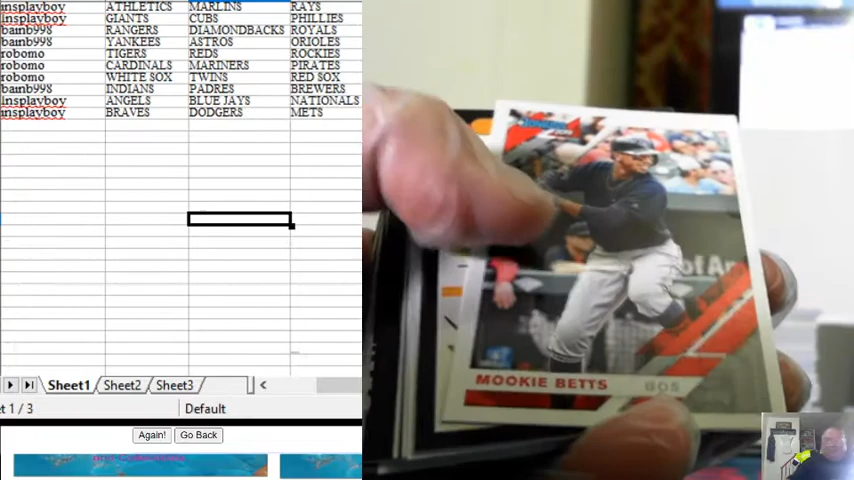 insplayboy ATHLETICS MARLINS RAYS
insplayboy GIANTS CUBS PHILLIES
bainb998 RANGERS DIAMONDBACKS ROYALS
bainb998 YANKEES ASTROS ORIOLES
robomo TIGERS REDS ROCKIES
robomo CARDINALS MARINERS PIRATES
robomo WHITE SOX TWINS RED SOX
bainb998 INDIANS PADRES BREWERS
insplayboy ANGELS BLUE JAYS NATIONALS
insplayboy BRAVES DODGERS METS
Sheet1 Sheet2 Sheet3
t 1 / 3 Default
Again! Go Back
MOOKIE BETTS BOS